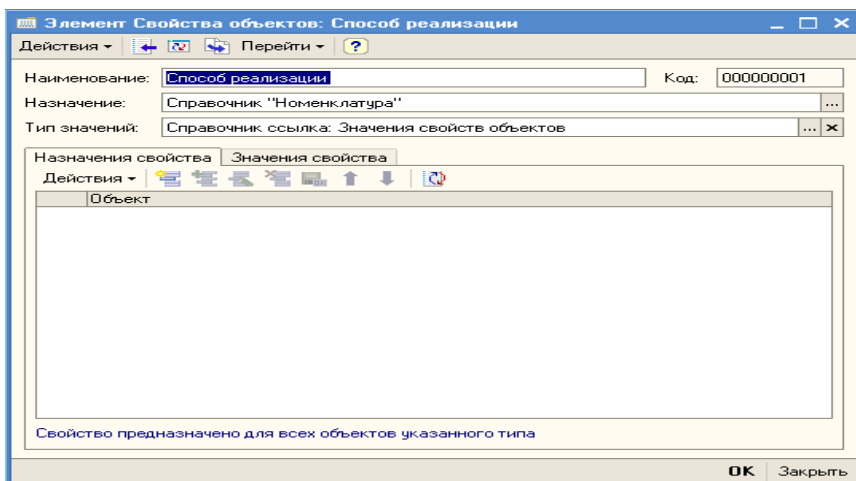 Элемент Свойства объектов: Способ реализации
Действия Перейти ?
Наименование: Способ реализации Код: 000000001
Назначение: Справочник "Номенклатура" ...
Тип значений: Справочник ссылка: Значения свойств объектов ... ×
Назначения свойства Значения свойства
Действия
Объект
Свойство предназначено для всех объектов указанного типа
OK Закрыть